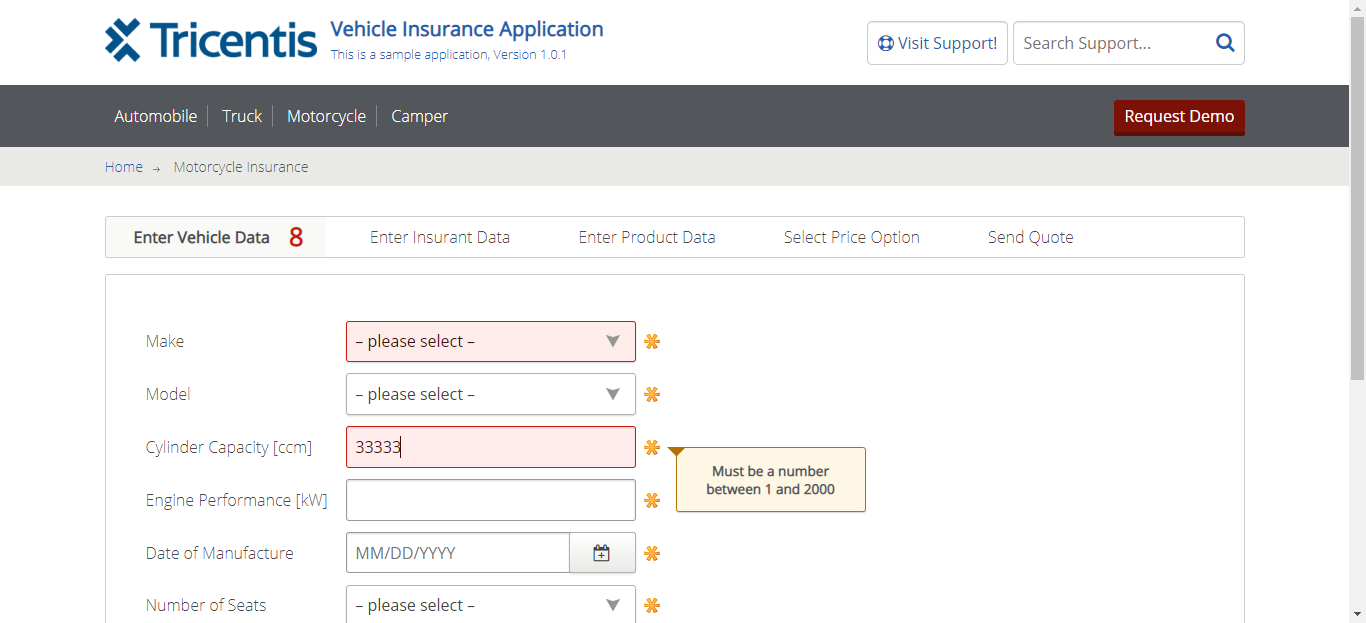 Tricentis
Vehicle Insurance Application
This is a sample application, Version 1.0.1
Visit Support!
Search Support...
Automobile
Truck
Motorcycle
Camper
Request Demo
Home → Motorcycle Insurance
Enter Vehicle Data 8
Enter Insurant Data
Enter Product Data
Select Price Option
Send Quote
Make
– please select –
Model
– please select –
Cylinder Capacity [ccm]
33333
Must be a number
between 1 and 2000
Engine Performance [kW]
Date of Manufacture
MM/DD/YYYY
Number of Seats
– please select –